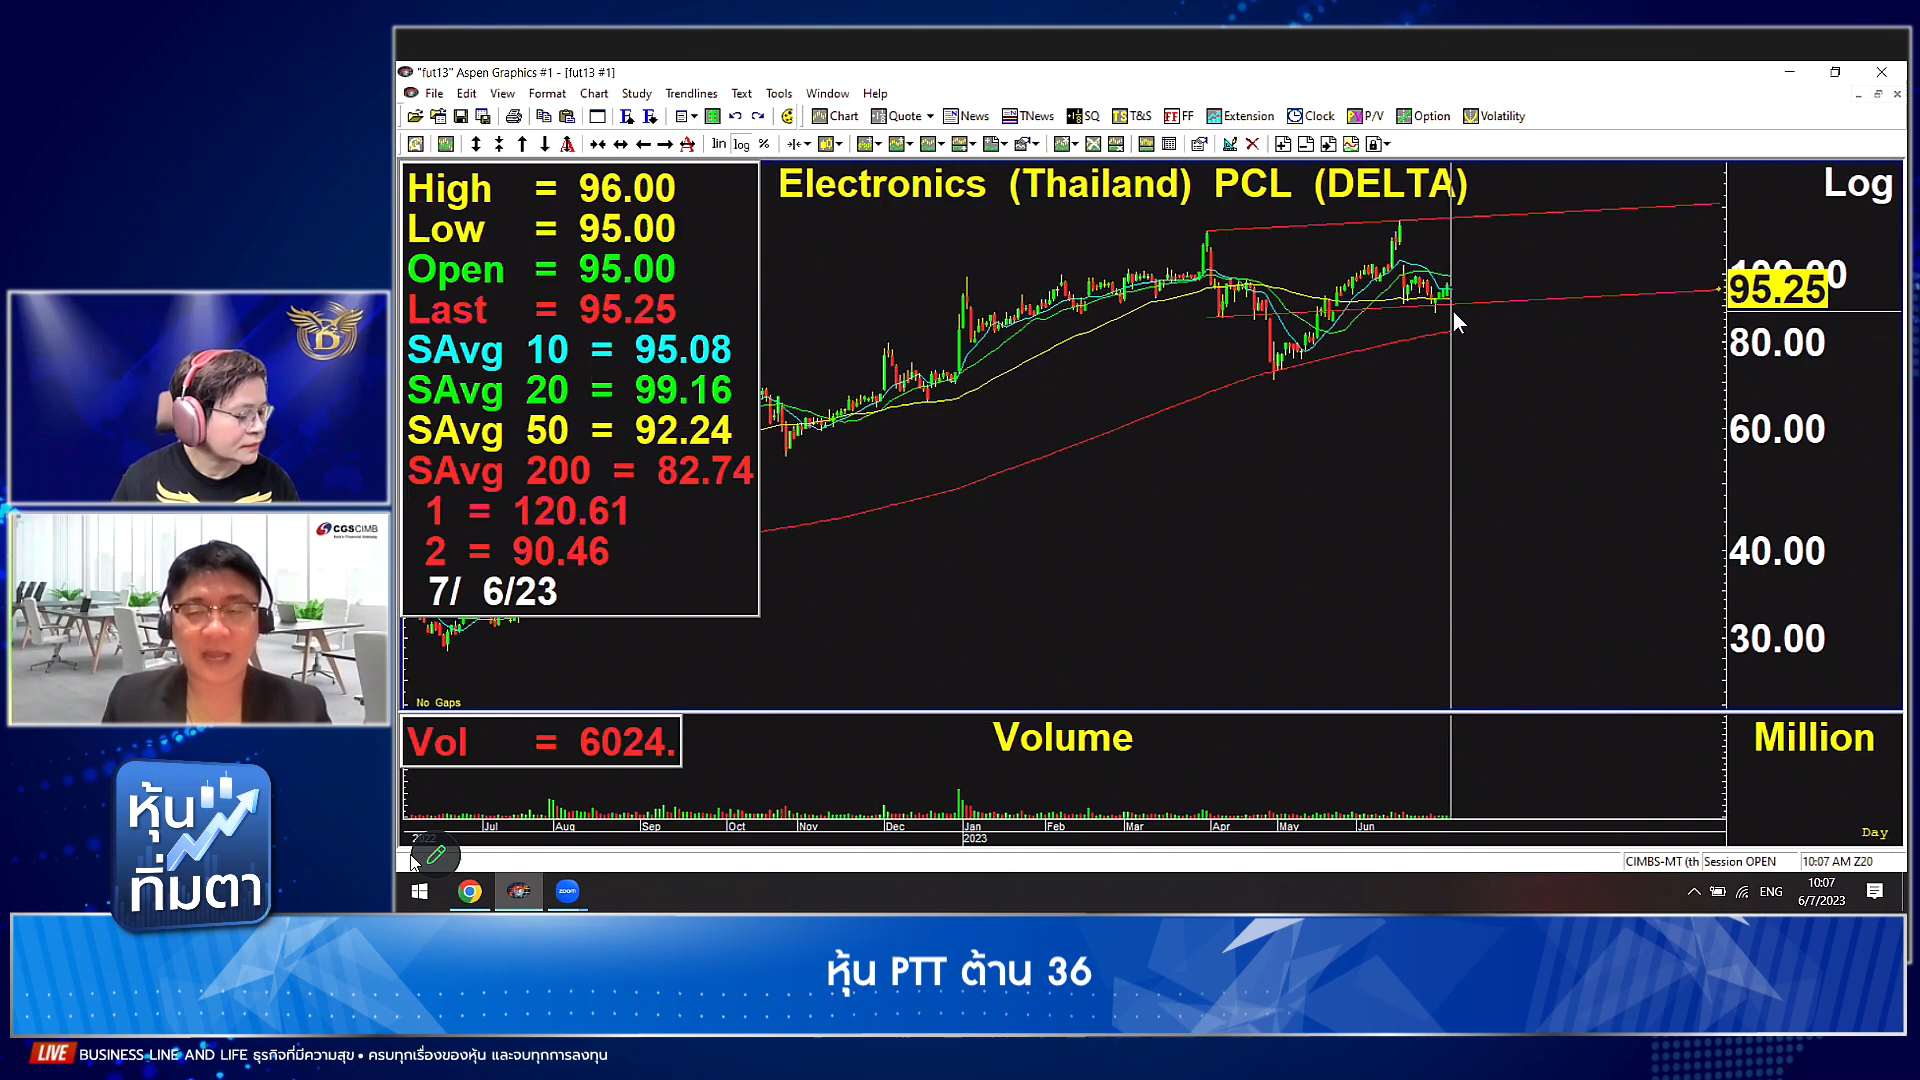 "fut13" Aspen Graphics #1 - [fut13 #1]
File Edit View Format Chart Study Trendlines Text Tools Window Help
Chart Quote News TNews SQ T&S FF Extension Clock P/V Option Volatility
lin log %
Electronics (Thailand) PCL (DELTA)
Log
High = 96.00
Low = 95.00
Open = 95.00
Last = 95.25
SAvg 10 = 95.08
SAvg 20 = 99.16
SAvg 50 = 92.24
SAvg 200 = 82.74
1 = 120.61
2 = 90.46
7/ 6/23
95.25
80.00
60.00
40.00
30.00
No Gaps
Vol = 6024.
Volume
Million
Jul Aug Sep Oct Nov Dec Jan Feb Mar Apr May Jun
2023
Day
CIMBS-MT (th Session OPEN 10:07 AM Z20
zoom
ENG
10:07
6/7/2023
B
CGS CIMB
หุ้น
ทิ่มตา
หุ้น PTT ต้าน 36
LIVE BUSINESS LINE AND LIFE ธุรกิจที่มีความสุข • ครบทุกเรื่องของหุ้น และจบทุกการลงทุน